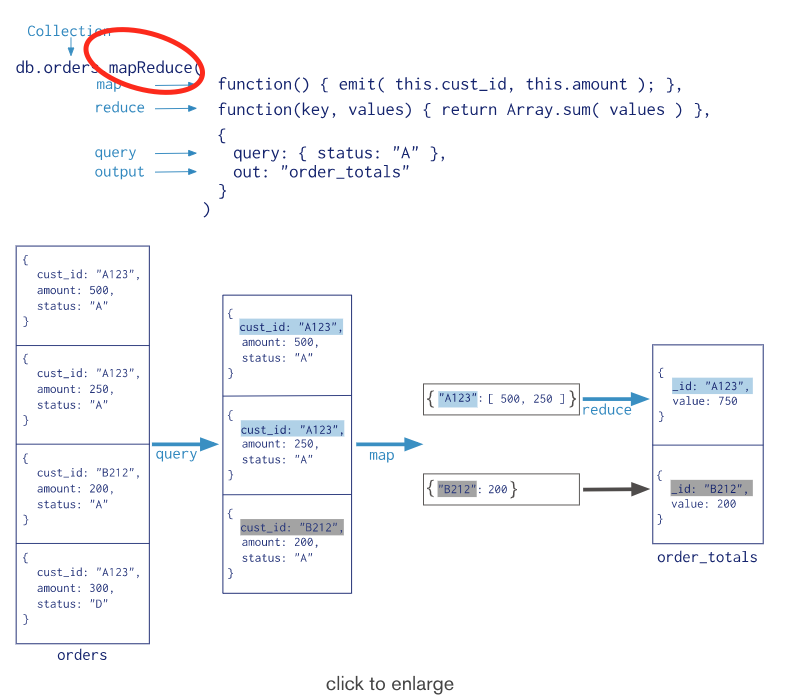 Collection
db.orders.mapReduce(
map function() { emit( this.cust_id, this.amount ); },
reduce function(key, values) { return Array.sum( values ) },
{
query query: { status: "A" },
output out: "order_totals"
}
)
{
cust_id: "A123",
amount: 500,
status: "A"
}
{
cust_id: "A123",
amount: 250,
status: "A"
}
{
cust_id: "B212",
amount: 200,
status: "A"
}
{
cust_id: "A123",
amount: 300,
status: "D"
}
orders
query
{
cust_id: "A123",
amount: 500,
status: "A"
}
{
cust_id: "A123",
amount: 250,
status: "A"
}
{
cust_id: "B212",
amount: 200,
status: "A"
}
map
{"A123": [ 500, 250 ]}
{"B212": 200}
reduce
{
_id: "A123",
value: 750
}
{
_id: "B212",
value: 200
}
order_totals
click to enlarge